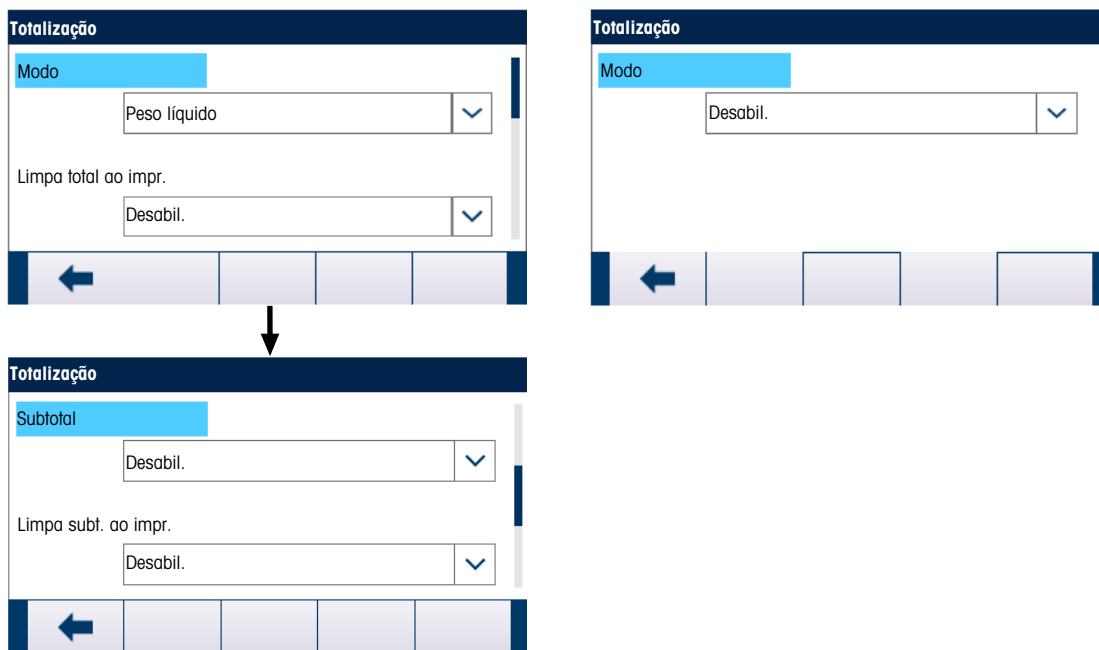 Totalização
Modo
Peso líquido
Limpa total ao impr.
Desabil.
Totalização
Modo
Desabil.
Totalização
Subtotal
Desabil.
Limpa subt. ao impr.
Desabil.